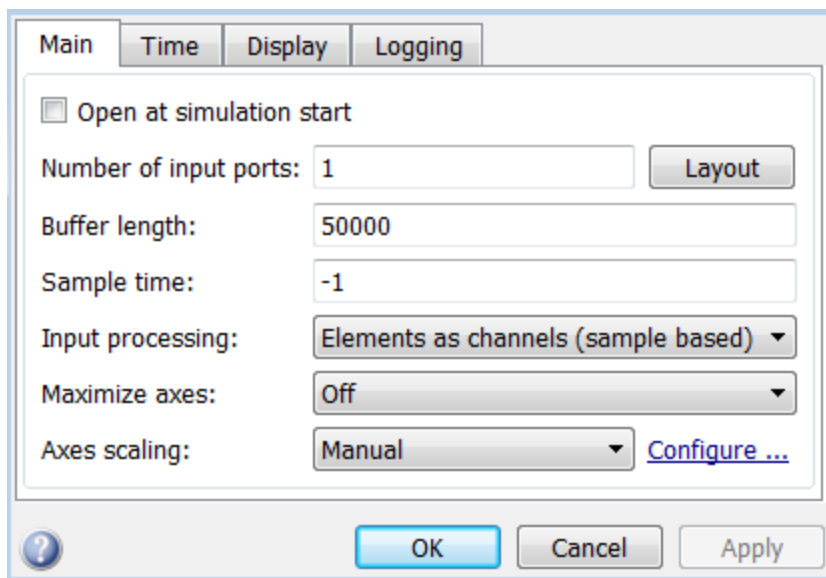 Main Time Display Logging
Open at simulation start
Number of input ports: 1 Layout
Buffer length: 50000
Sample time: -1
Input processing: Elements as channels (sample based)
Maximize axes: Off
Axes scaling: Manual Configure ...
? OK Cancel Apply